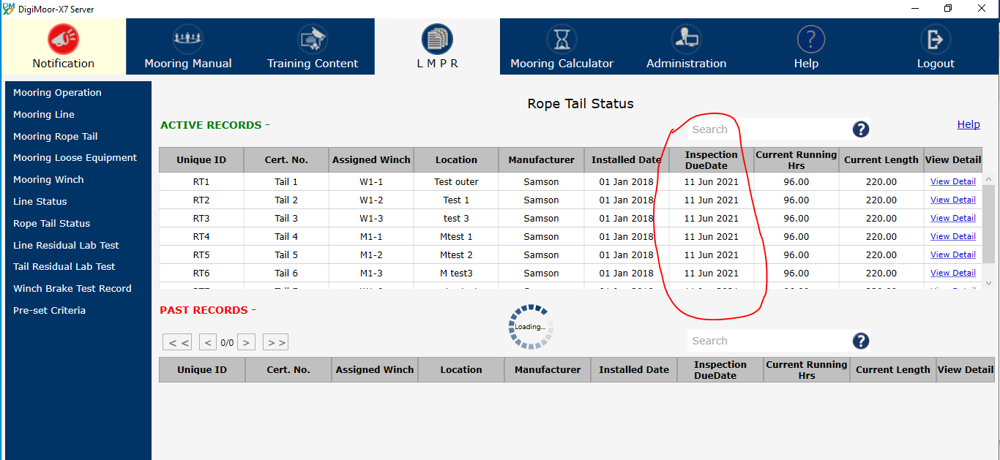 DM X7 DigiMoor-X7 Server
Notification
Mooring Manual
Training Content
L M P R
Mooring Calculator
Administration
? Help
Logout
Mooring Operation
Mooring Line
Mooring Rope Tail
Mooring Loose Equipment
Mooring Winch
Line Status
Rope Tail Status
Line Residual Lab Test
Tail Residual Lab Test
Winch Brake Test Record
Pre-set Criteria
Rope Tail Status
ACTIVE RECORDS -
Search ?
Help
Unique ID Cert. No. Assigned Winch Location Manufacturer Installed Date Inspection DueDate Current Running Hrs Current Length View Detail
RT1 Tail 1 W1-1 Test outer Samson 01 Jan 2018 11 Jun 2021 96.00 220.00 View Detail
RT2 Tail 2 W1-2 Test 1 Samson 01 Jan 2018 11 Jun 2021 96.00 220.00 View Detail
RT3 Tail 3 W1-3 test 3 Samson 01 Jan 2018 11 Jun 2021 96.00 220.00 View Detail
RT4 Tail 4 M1-1 Mtest 1 Samson 01 Jan 2018 11 Jun 2021 96.00 220.00 View Detail
RT5 Tail 5 M1-2 Mtest 2 Samson 01 Jan 2018 11 Jun 2021 96.00 220.00 View Detail
RT6 Tail 6 M1-3 M test3 Samson 01 Jan 2018 11 Jun 2021 96.00 220.00 View Detail
PAST RECORDS -
Loading...
< < < 0/0 > > >
Search ?
Unique ID Cert. No. Assigned Winch Location Manufacturer Installed Date Inspection DueDate Current Running Hrs Current Length View Detail